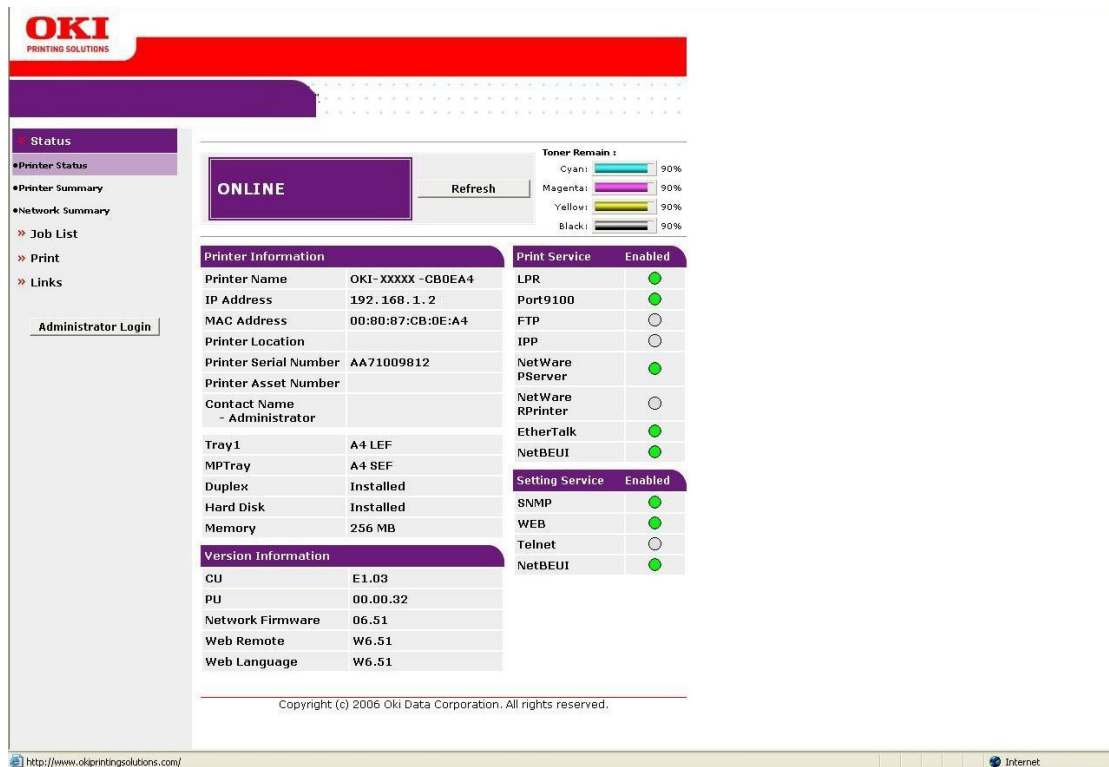 OKI
PRINTING SOLUTIONS
Status
Printer Status
Printer Summary
Network Summary
» Job List
» Print
» Links
Administrator Login
ONLINE
Refresh
Toner Remain :
Cyan: 90%
Magenta: 90%
Yellow: 90%
Black: 90%
Printer Information
Printer Name OKI-XXXXX -CB0EA4
IP Address 192.168.1.2
MAC Address 00:80:87:CB:0E:A4
Printer Location
Printer Serial Number AA71009812
Printer Asset Number
Contact Name
- Administrator
Tray1 A4 LEF
MPTray A4 SEF
Duplex Installed
Hard Disk Installed
Memory 256 MB
Version Information
CU E1.03
PU 00.00.32
Network Firmware 06.51
Web Remote W6.51
Web Language W6.51
Print Service Enabled
LPR
Port9100
FTP
IPP
NetWare
PServer
NetWare
RPrinter
EtherTalk
NetBEUI
Setting Service Enabled
SNMP
WEB
Telnet
NetBEUI
Copyright (c) 2006 Oki Data Corporation. All rights reserved.
http://www.okiprintingsolutions.com/ Internet